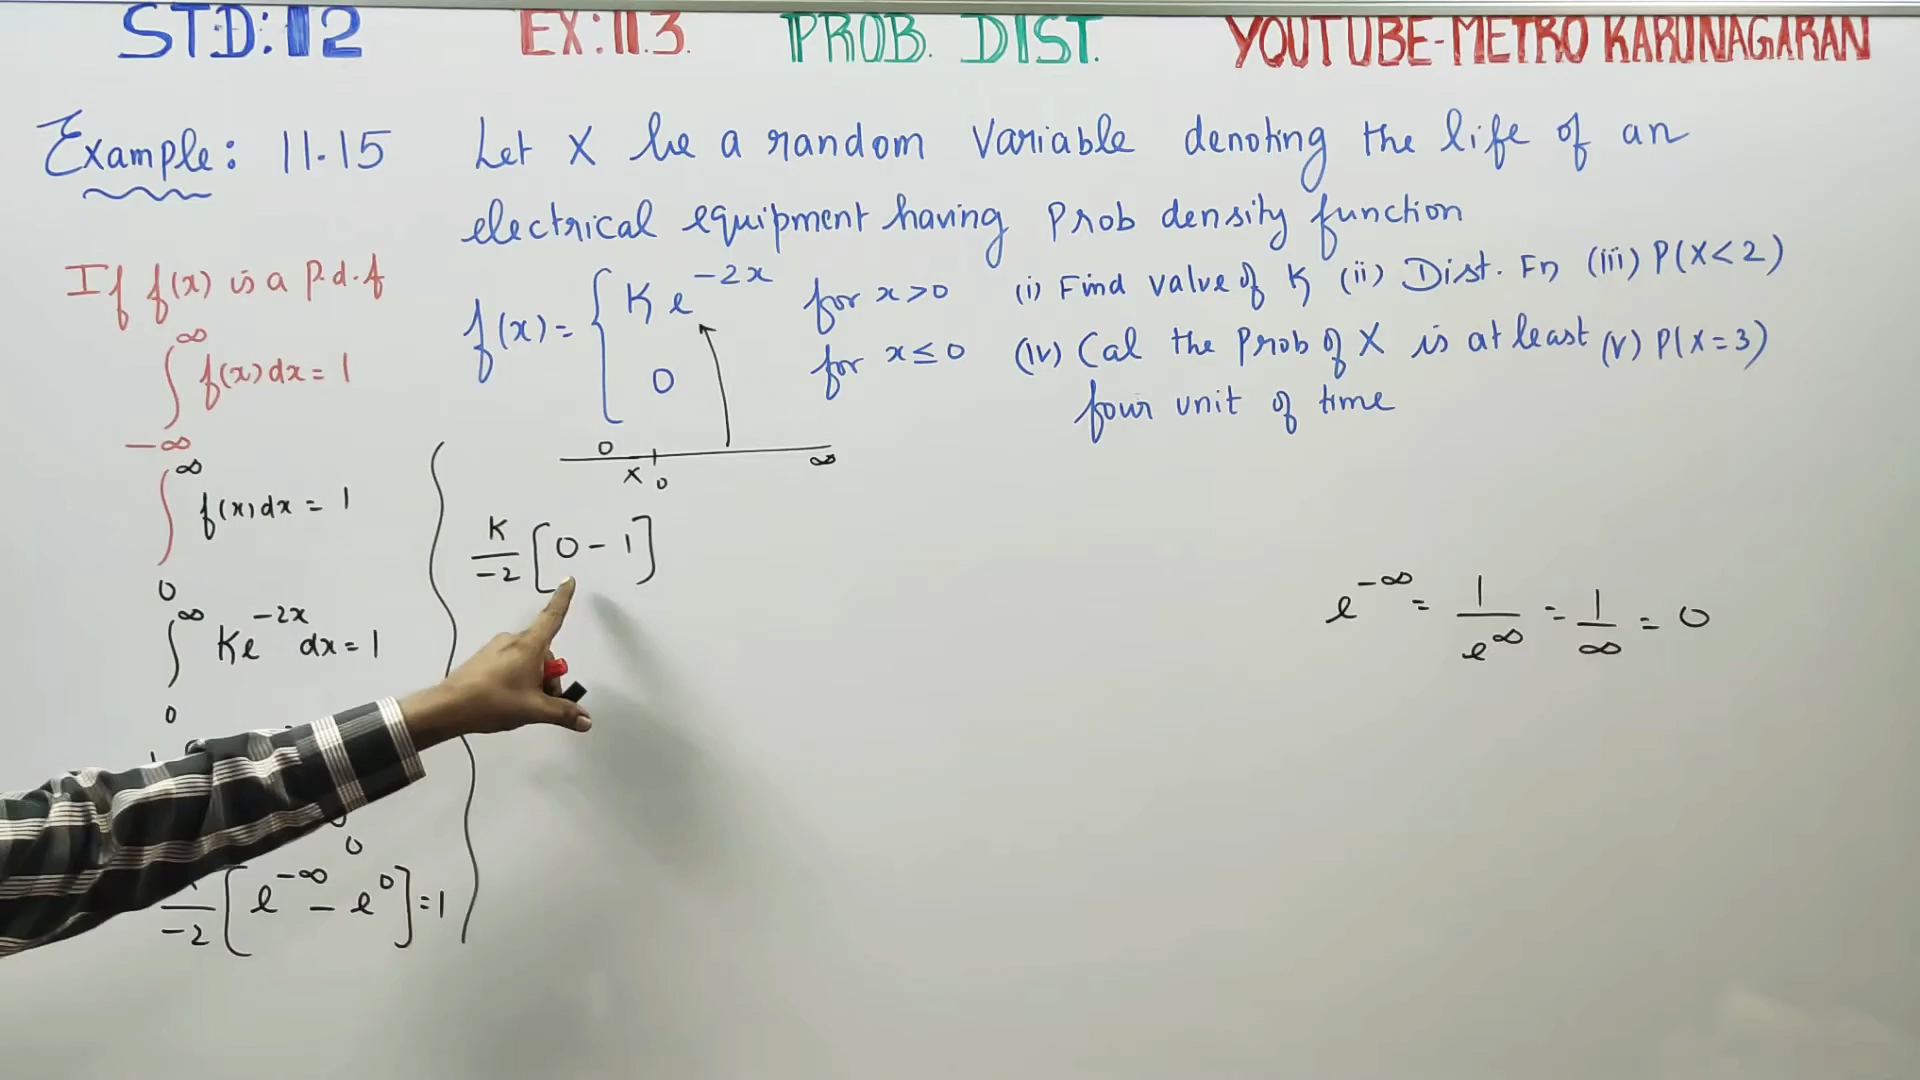 STD:12 EX:11.3. PROB. DIST. YOUTUBE-METRO KARUNAGARAN
Example: 11.15 Let X be a random Variable denoting the life of an
electrical equipment having Prob density function
f(x) = { K e^{-2x} for x>0
0 for x≤0
(i) Find value of K (ii) Dist. Fn (iii) P(X<2)
(iv) Cal the Prob of X is at least (v) P(X=3)
four unit of time
0 x 0 ∞
If f(x) is a P.d.f
∫_{-∞}^{∞} f(x)dx = 1
∫_{0}^{∞} f(x)dx = 1
∫_{0}^{∞} Ke^{-2x} dx = 1
0
/-2 [e^{-∞} - e^{0}] = 1
K/-2 [0 - 1]
e^{-∞} = 1/e^{∞} = 1/∞ = 0